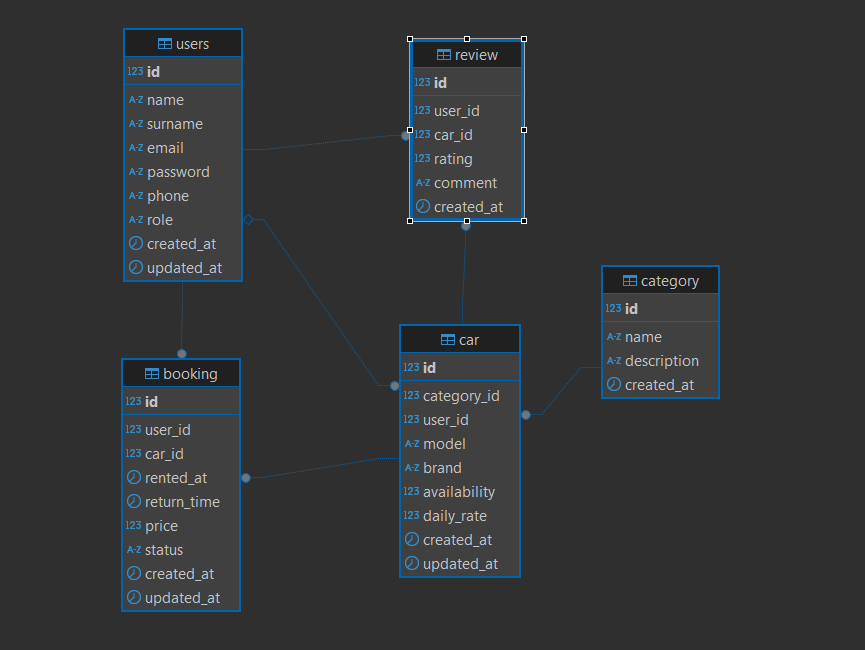 users
123 id
A-Z name
A-Z surname
A-Z email
A-Z password
A-Z phone
A-Z role
created_at
updated_at
review
123 id
123 user_id
123 car_id
123 rating
A-Z comment
created_at
category
123 id
A-Z name
A-Z description
created_at
car
123 id
123 category_id
123 user_id
A-Z model
A-Z brand
123 availability
123 daily_rate
created_at
updated_at
booking
123 id
123 user_id
123 car_id
rented_at
return_time
123 price
A-Z status
created_at
updated_at